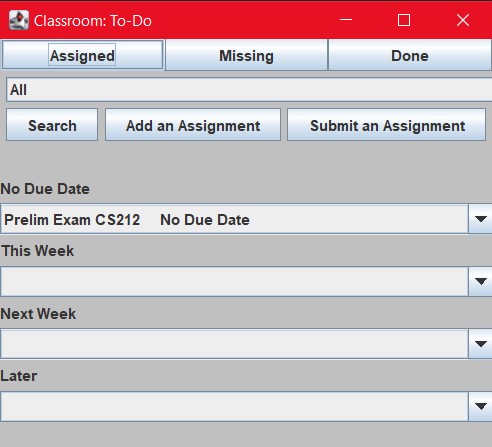 Classroom: To-Do
Assigned Missing Done
All
Search Add an Assignment Submit an Assignment
No Due Date
Prelim Exam CS212 No Due Date
This Week
Next Week
Later